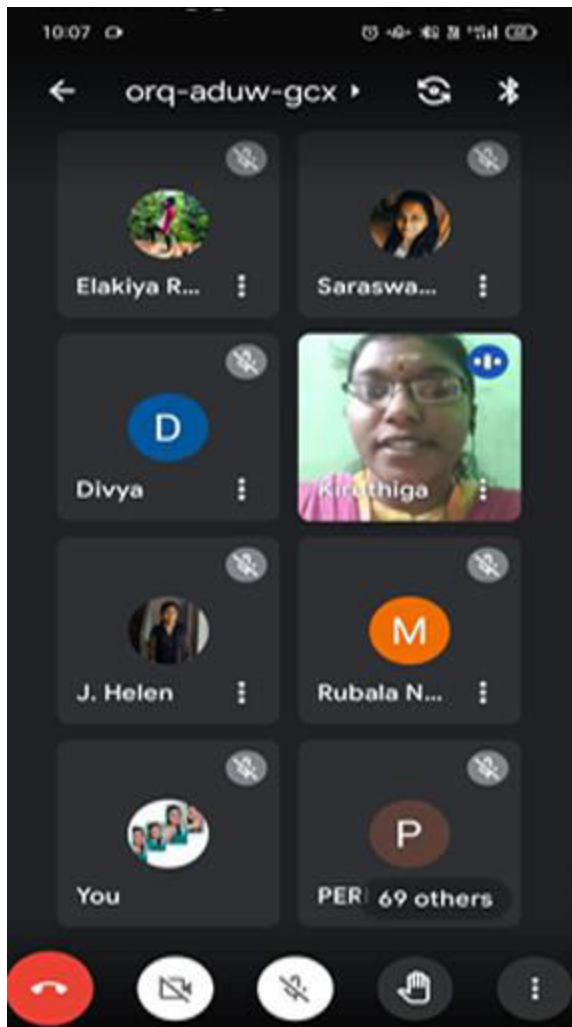 10:07
orq-aduw-gcx
Elakiya R...
Saraswa...
D
Divya
Kiruthiga
J. Helen
M
Rubala N...
You
P
PER
69 others